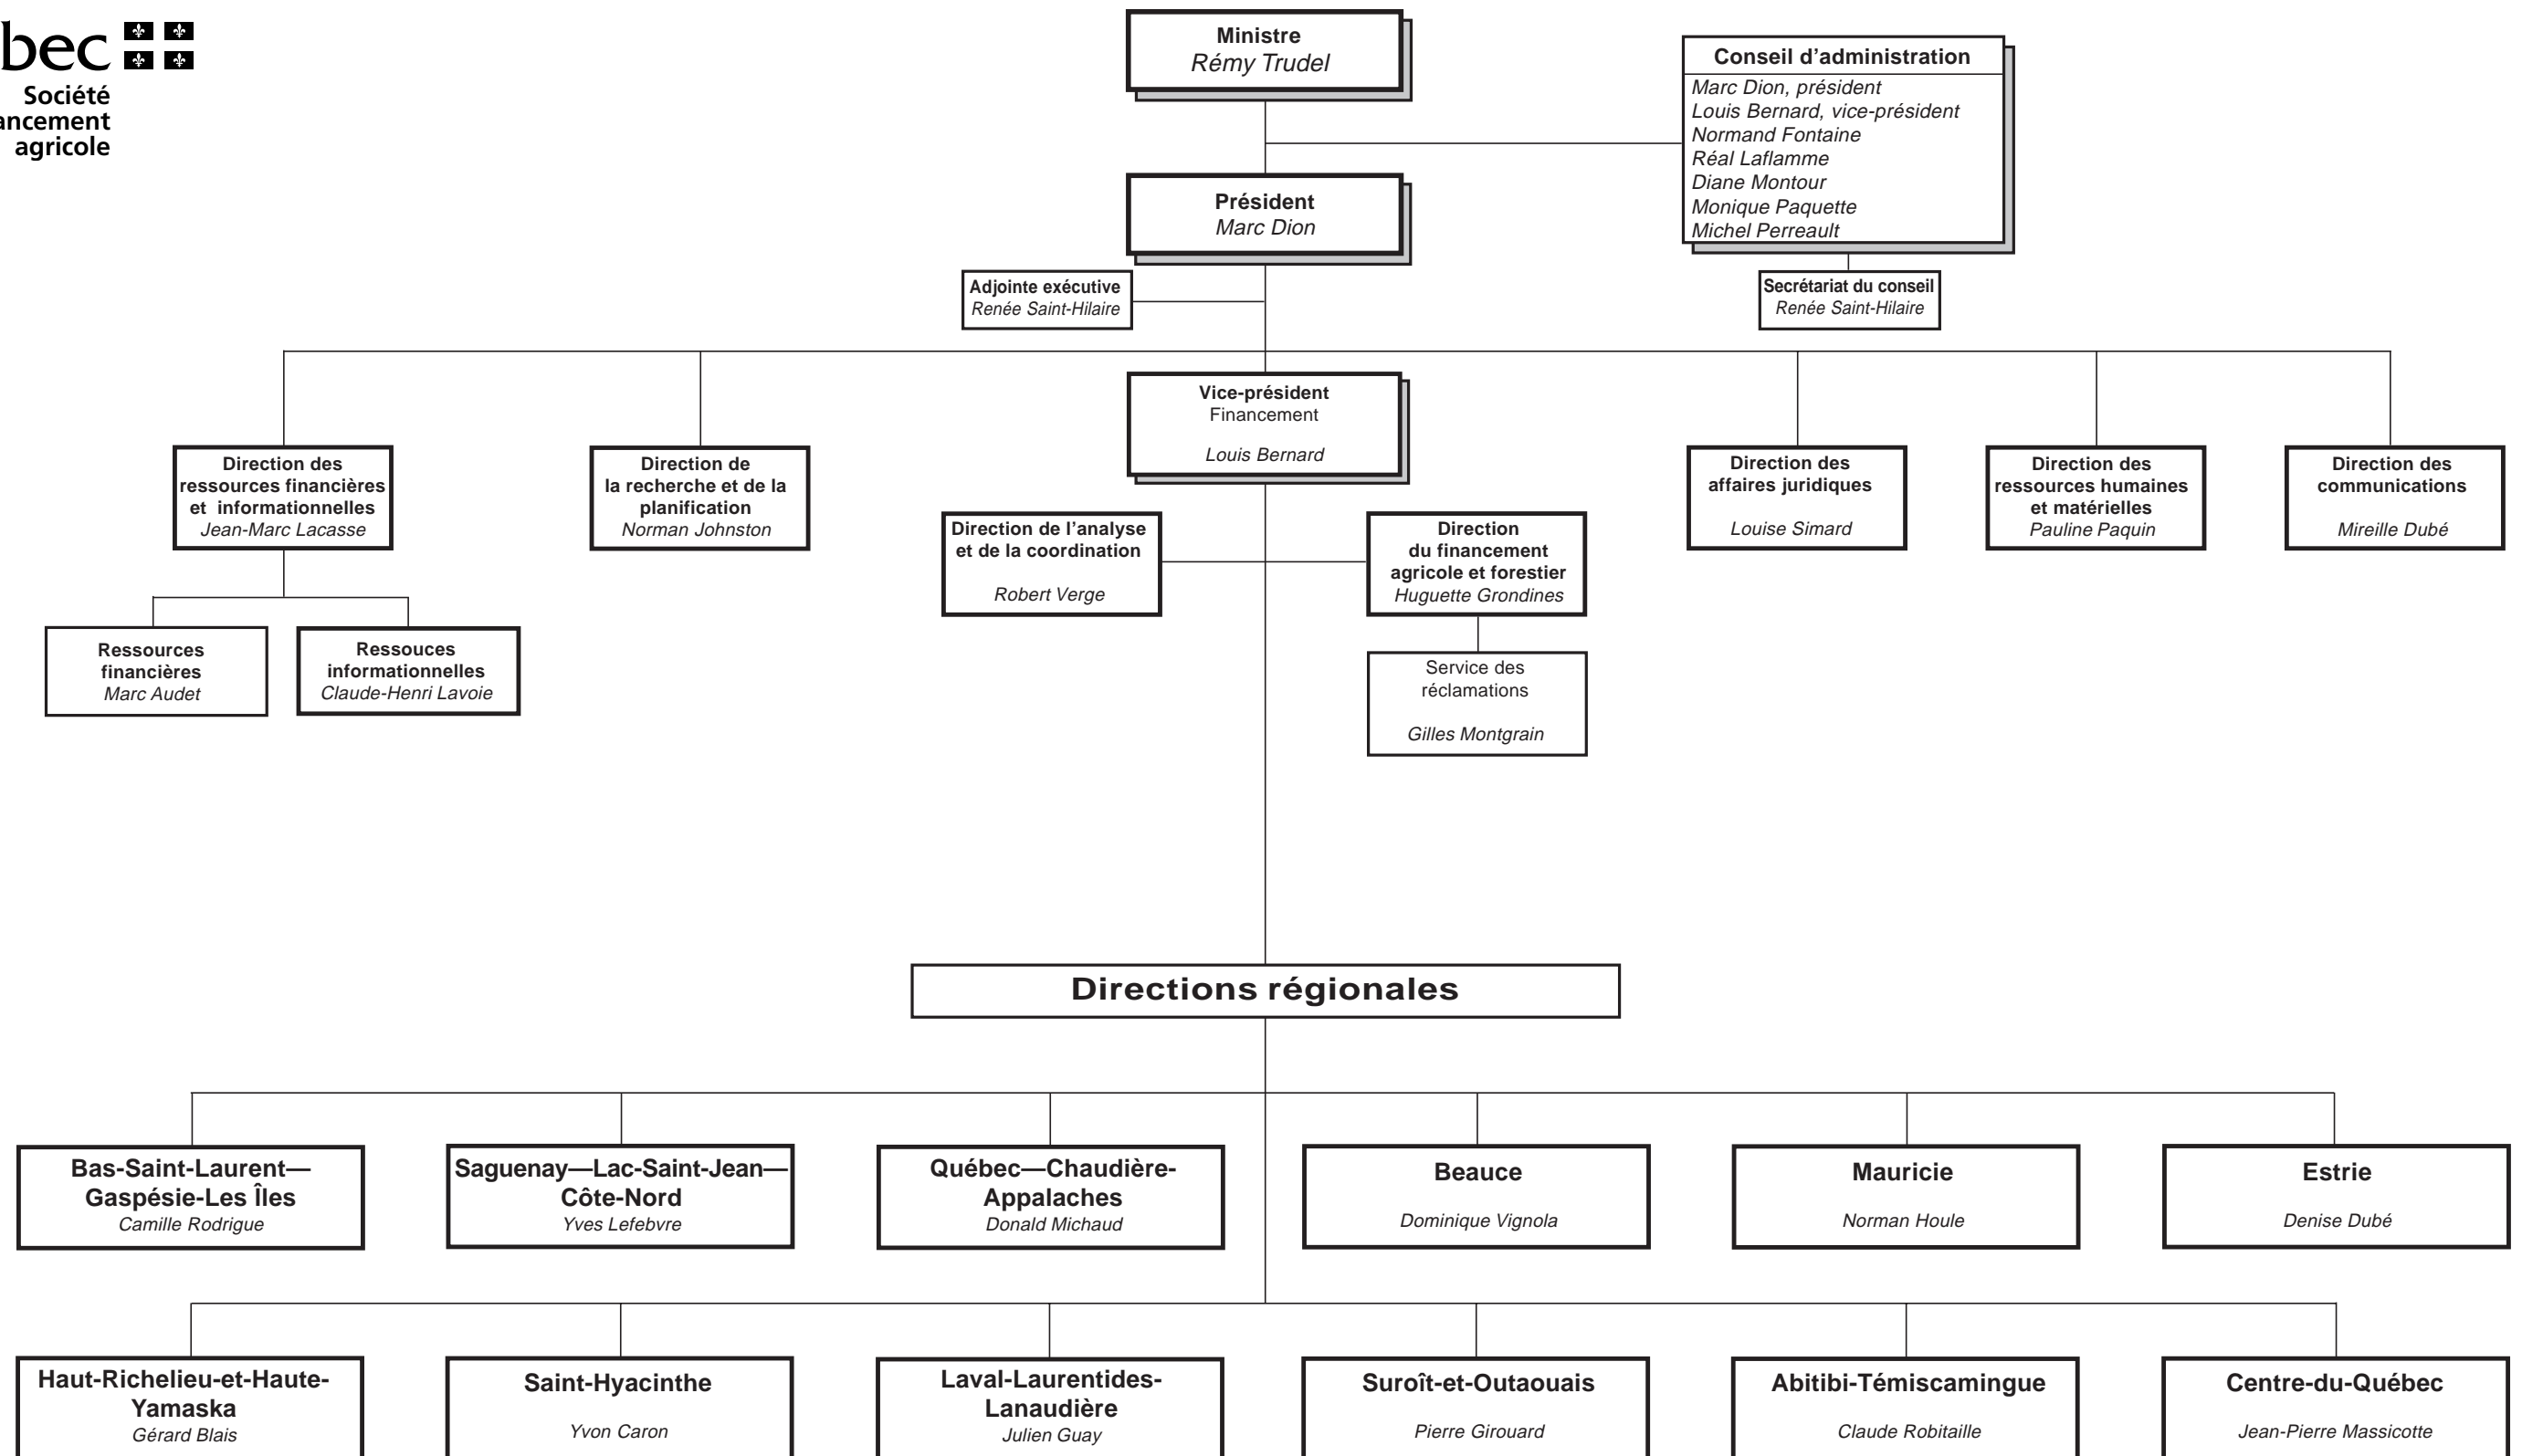 bec
Société
ancement
agricole
Ministre
Rémy Trudel
Conseil d'administration
Marc Dion, président
Louis Bernard, vice-président
Normand Fontaine
Réal Laflamme
Diane Montour
Monique Paquette
Michel Perreault
Président
Marc Dion
Adjointe exécutive
Renée Saint-Hilaire
Secrétariat du conseil
Renée Saint-Hilaire
Vice-président
Financement
Louis Bernard
Direction des
ressources financières
et informationnelles
Jean-Marc Lacasse
Direction de
la recherche et de la
planification
Norman Johnston
Direction des
affaires juridiques
Louise Simard
Direction des
ressources humaines
et matérielles
Pauline Paquin
Direction des
communications
Mireille Dubé
Direction de l'analyse
et de la coordination
Robert Verge
Direction
du financement
agricole et forestier
Huguette Grondines
Ressources
financières
Marc Audet
Ressouces
informationnelles
Claude-Henri Lavoie
Service des
réclamations
Gilles Montgrain
Directions régionales
Bas-Saint-Laurent—
Gaspésie-Les Îles
Camille Rodrigue
Saguenay—Lac-Saint-Jean—
Côte-Nord
Yves Lefebvre
Québec—Chaudière-
Appalaches
Donald Michaud
Beauce
Dominique Vignola
Mauricie
Norman Houle
Estrie
Denise Dubé
Haut-Richelieu-et-Haute-
Yamaska
Gérard Blais
Saint-Hyacinthe
Yvon Caron
Laval-Laurentides-
Lanaudière
Julien Guay
Suroît-et-Outaouais
Pierre Girouard
Abitibi-Témiscamingue
Claude Robitaille
Centre-du-Québec
Jean-Pierre Massicotte